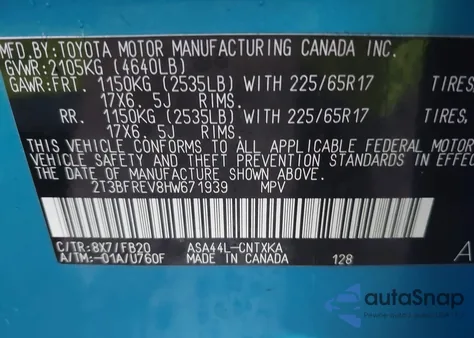 MFD.BY:TOYOTA MOTOR MANUFACTURING CANADA INC.
GVWR:2105KG (4640LB)
GAWR:FRT. 1150KG (2535LB) WITH 225/65R17 TIRES,
17X6.5J RIMS.
RR. 1150KG (2535LB) WITH 225/65R17 TIRES,
17X6.5J RIMS.
THIS VEHICLE CONFORMS TO ALL APPLICABLE FEDERAL MOTOR
VEHICLE SAFETY AND BUMPER STANDARDS IN EFFECT ON
THE DATE OF MANUFACTURE SHOWN ABOVE.
2T3BFREV8HW671939 MPV
C/TR:8X7/FB20 ASA44L-CNTXKA
A/TM:-01A/U760F MADE IN CANADA 128 A
autoSnap